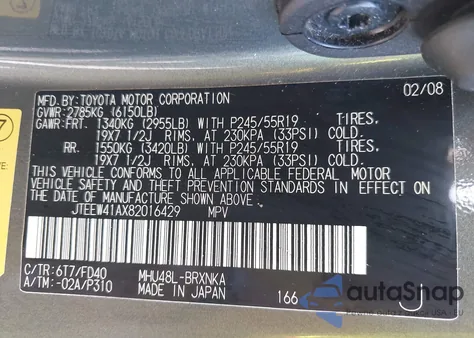 MFD. BY: TOYOTA MOTOR CORPORATION 02/08
GVWR: 2785KG (6150LB)
GAWR: FRT. 1340KG (2955LB) WITH P245/55R19 TIRES.
19X7 1/2J RIMS. AT 230KPA (33PSI) COLD.
RR. 1550KG (3420LB) WITH P245/55R19 TIRES.
19X7 1/2J RIMS. AT 230KPA (33PSI) COLD.
THIS VEHICLE CONFORMS TO ALL APPLICABLE FEDERAL MOTOR
VEHICLE SAFETY, BUMPER, AND THEFT PREVENTION STANDARDS IN EFFECT ON
THE DATE OF MANUFACTURE SHOWN ABOVE.
JTEEW41AX82016429 MPV
C/TR: 6T7/FD40 MHU48L-BRXNKA
A/TM: -02A/P310 MADE IN JAPAN 166 J
autoSnap